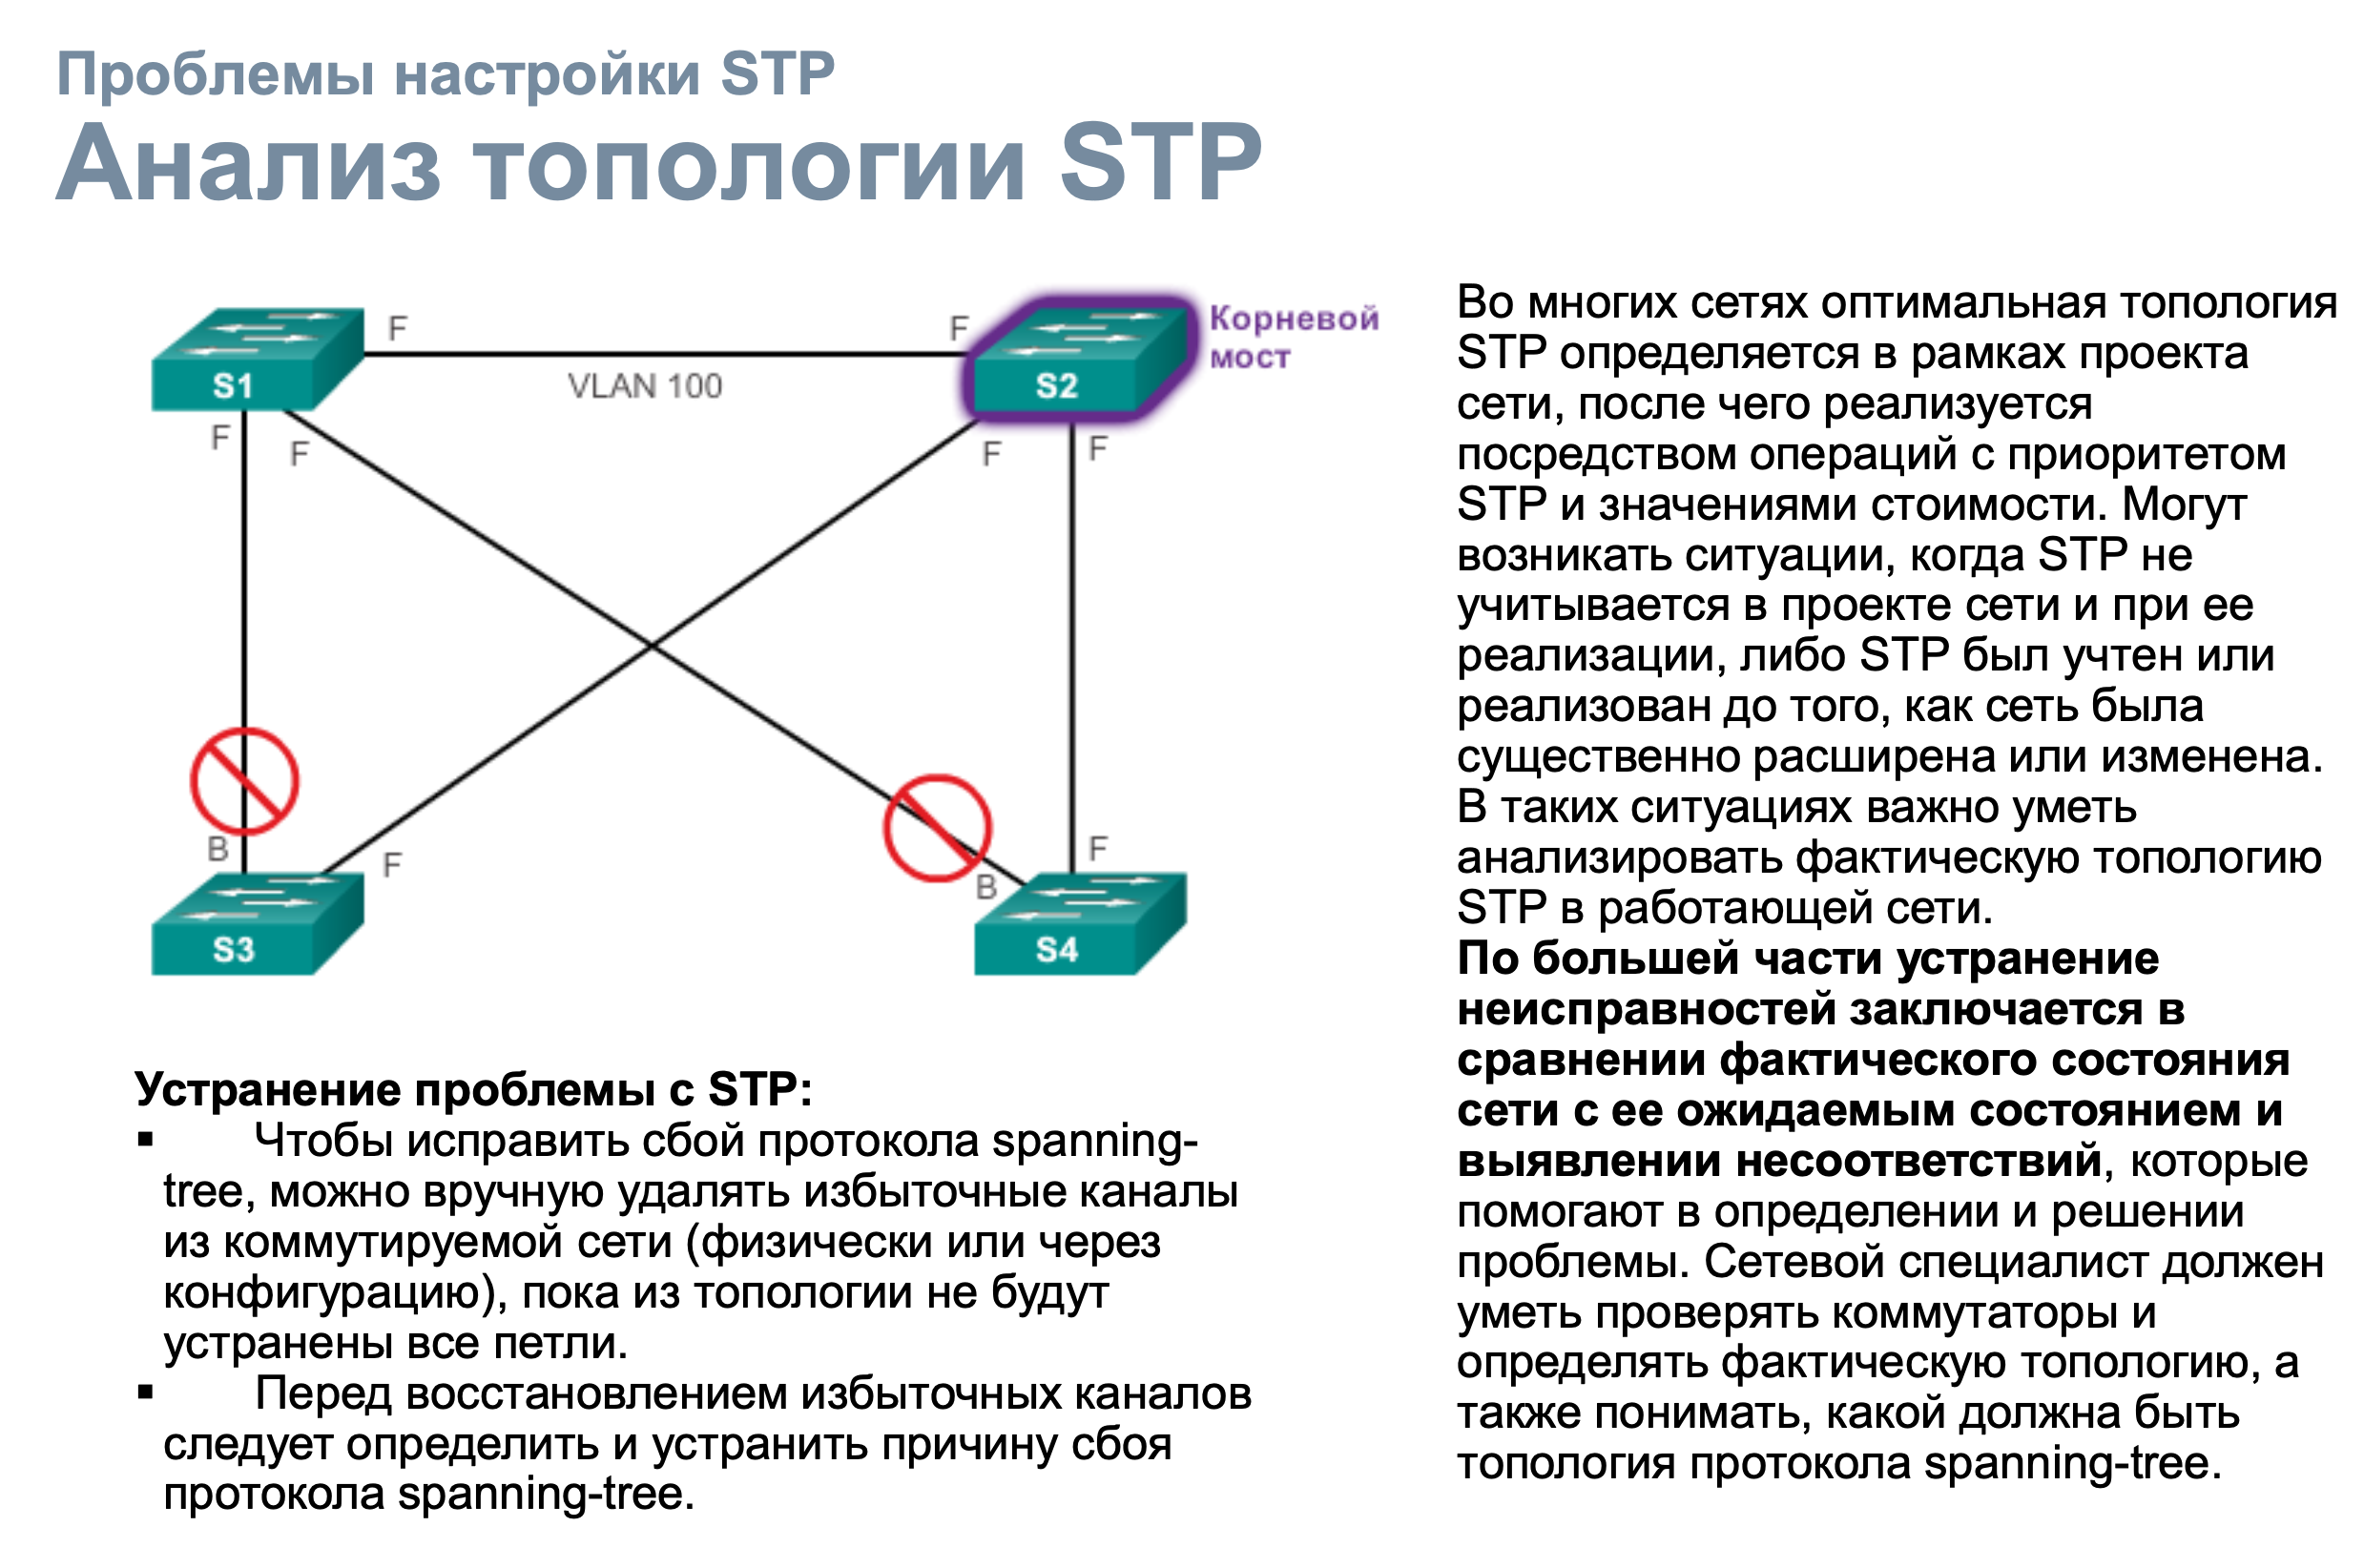 Проблемы настройки STP
Анализ топологии STP
F
F
Корневой
мост
S1
VLAN 100
S2
F
F
F
F
B
F
B
F
S3
S4
Устранение проблемы с STP:
▪ Чтобы исправить сбой протокола spanning-
tree, можно вручную удалять избыточные каналы
из коммутируемой сети (физически или через
конфигурацию), пока из топологии не будут
устранены все петли.
▪ Перед восстановлением избыточных каналов
следует определить и устранить причину сбоя
протокола spanning-tree.
Во многих сетях оптимальная топология
STP определяется в рамках проекта
сети, после чего реализуется
посредством операций с приоритетом
STP и значениями стоимости. Могут
возникать ситуации, когда STP не
учитывается в проекте сети и при ее
реализации, либо STP был учтен или
реализован до того, как сеть была
существенно расширена или изменена.
В таких ситуациях важно уметь
анализировать фактическую топологию
STP в работающей сети.
По большей части устранение
неисправностей заключается в
сравнении фактического состояния
сети с ее ожидаемым состоянием и
выявлении несоответствий, которые
помогают в определении и решении
проблемы. Сетевой специалист должен
уметь проверять коммутаторы и
определять фактическую топологию, а
также понимать, какой должна быть
топология протокола spanning-tree.